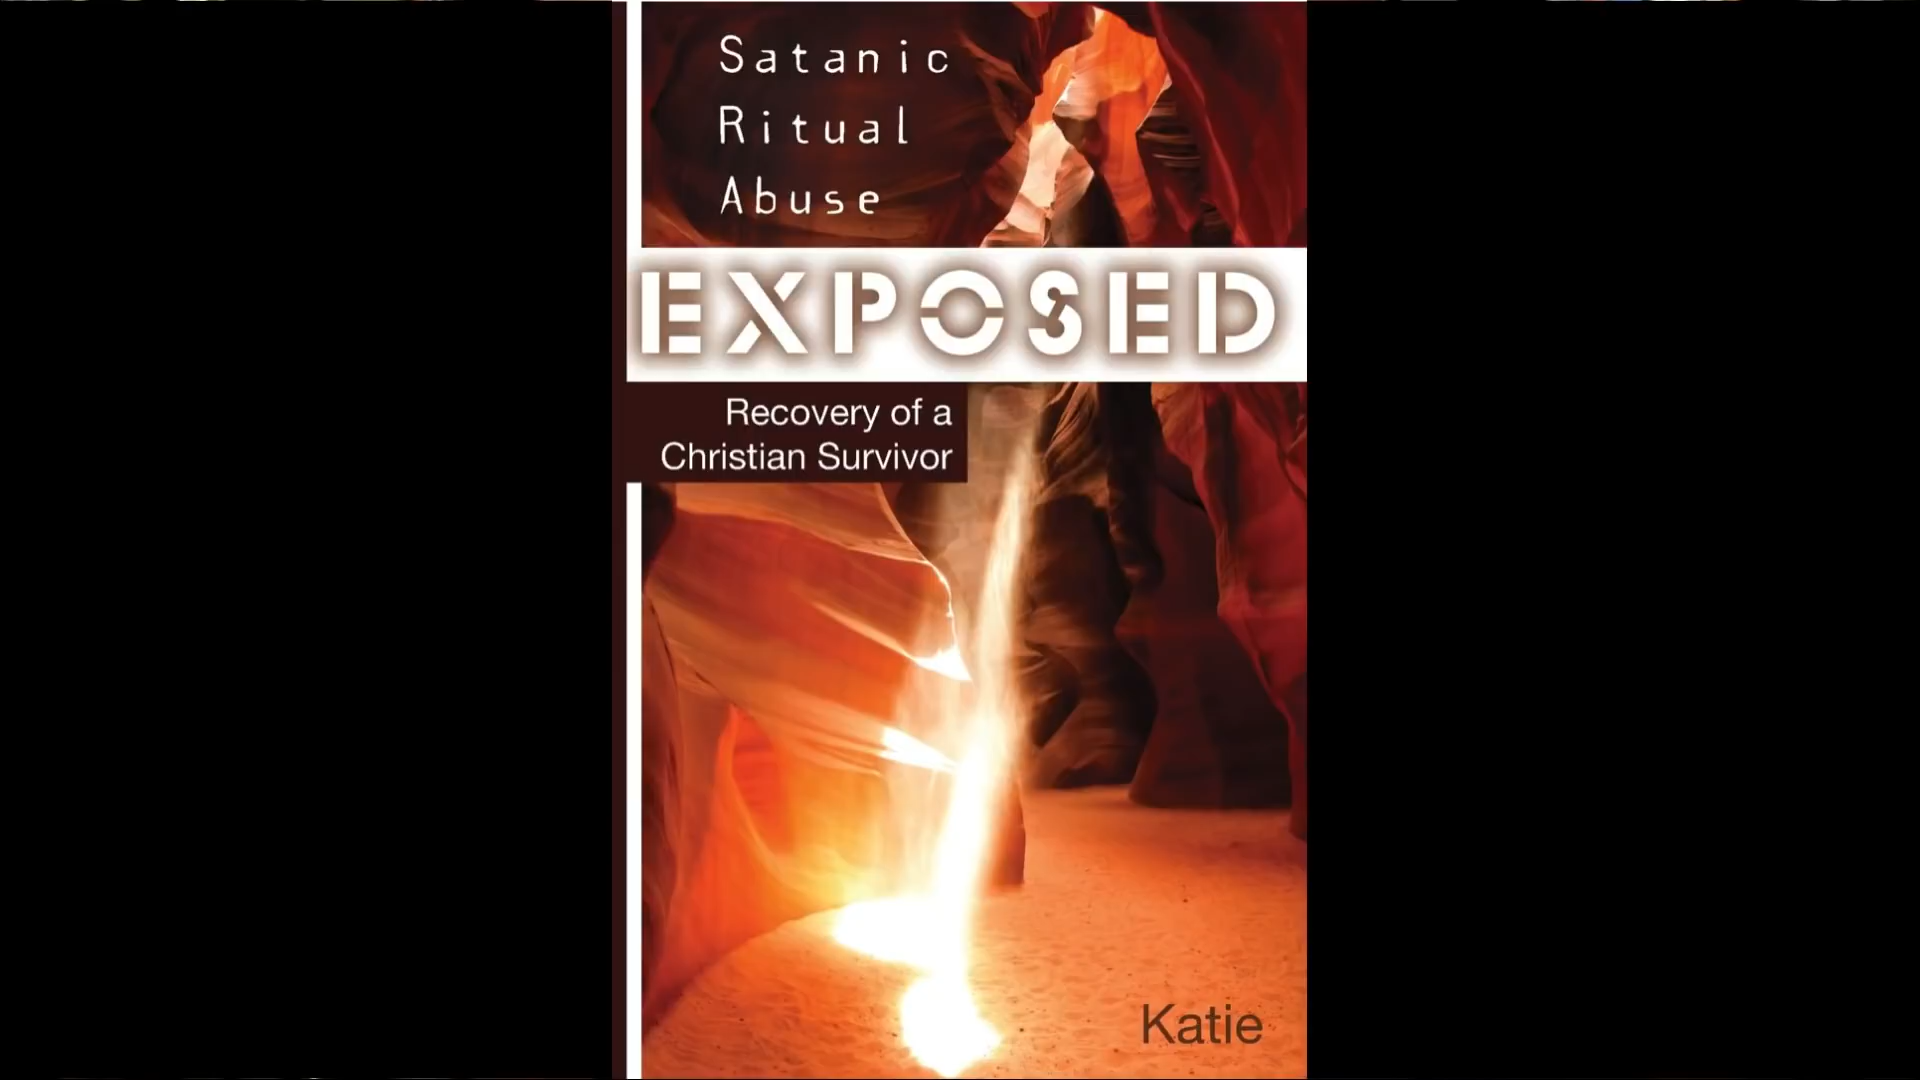 Satanic
Ritual
Abuse
EXPOSED
Recovery of a
Christian Survivor
Katie